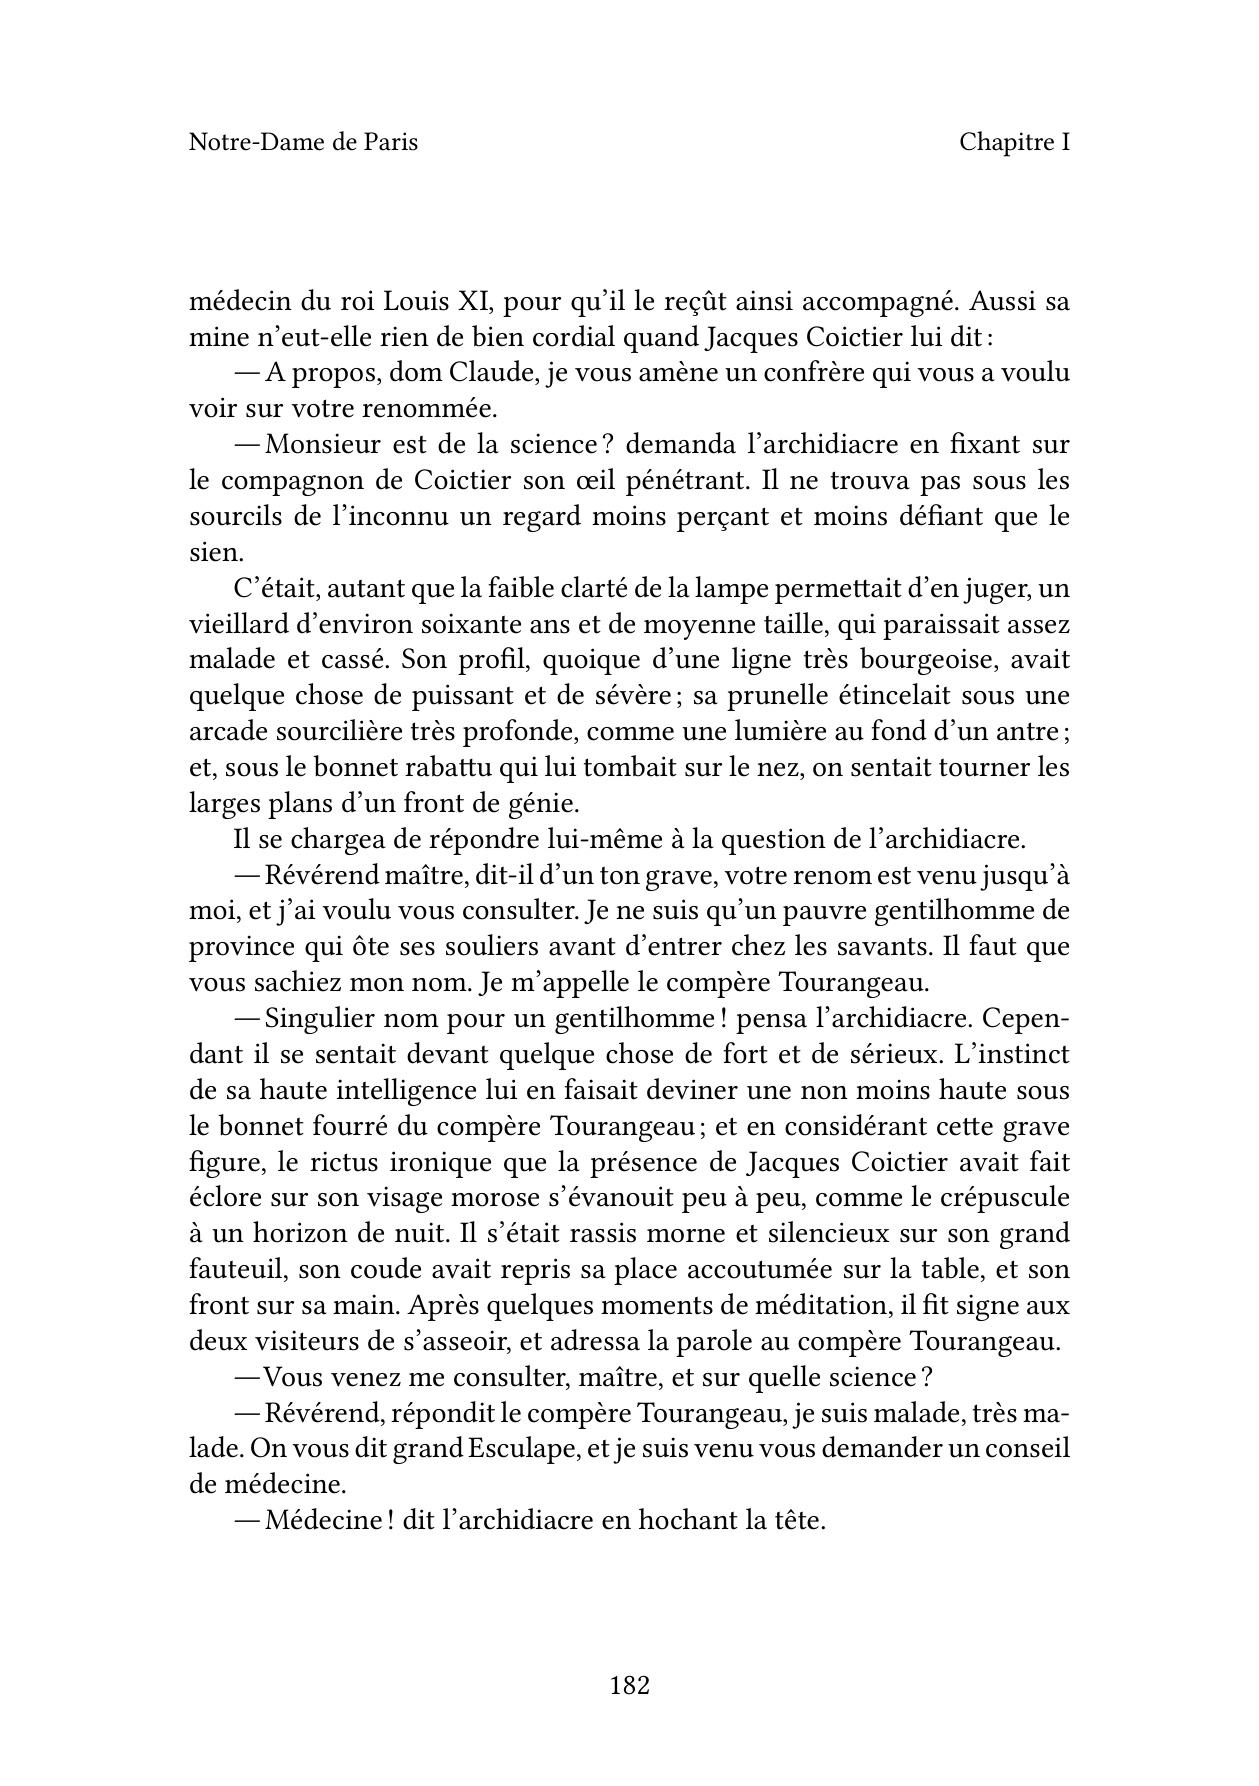 Notre-Dame de Paris
Chapitre I
médecin du roi Louis XI, pour qu’il le reçût ainsi accompagné. Aussi sa
mine n’eut-elle rien de bien cordial quand Jacques Coictier lui dit :
— A propos, dom Claude, je vous amène un confrère qui vous a voulu
voir sur votre renommée.
— Monsieur est de la science ? demanda l’archidiacre en fixant sur
le compagnon de Coictier son œil pénétrant. Il ne trouva pas sous les
sourcils de l’inconnu un regard moins perçant et moins défiant que le
sien.
C’était, autant que la faible clarté de la lampe permettait d’en juger, un
vieillard d’environ soixante ans et de moyenne taille, qui paraissait assez
malade et cassé. Son profil, quoique d’une ligne très bourgeoise, avait
quelque chose de puissant et de sévère ; sa prunelle étincelait sous une
arcade sourcilière très profonde, comme une lumière au fond d’un antre ;
et, sous le bonnet rabattu qui lui tombait sur le nez, on sentait tourner les
larges plans d’un front de génie.
Il se chargea de répondre lui-même à la question de l’archidiacre.
— Révérend maître, dit-il d’un ton grave, votre renom est venu jusqu’à
moi, et j’ai voulu vous consulter. Je ne suis qu’un pauvre gentilhomme de
province qui ôte ses souliers avant d’entrer chez les savants. Il faut que
vous sachiez mon nom. Je m’appelle le compère Tourangeau.
— Singulier nom pour un gentilhomme ! pensa l’archidiacre. Cepen-
dant il se sentait devant quelque chose de fort et de sérieux. L’instinct
de sa haute intelligence lui en faisait deviner une non moins haute sous
le bonnet fourré du compère Tourangeau ; et en considérant cette grave
figure, le rictus ironique que la présence de Jacques Coictier avait fait
éclore sur son visage morose s’évanouit peu à peu, comme le crépuscule
à un horizon de nuit. Il s’était rassis morne et silencieux sur son grand
fauteuil, son coude avait repris sa place accoutumée sur la table, et son
front sur sa main. Après quelques moments de méditation, il fit signe aux
deux visiteurs de s’asseoir, et adressa la parole au compère Tourangeau.
— Vous venez me consulter, maître, et sur quelle science ?
— Révérend, répondit le compère Tourangeau, je suis malade, très ma-
lade. On vous dit grand Esculape, et je suis venu vous demander un conseil
de médecine.
— Médecine ! dit l’archidiacre en hochant la tête.
182